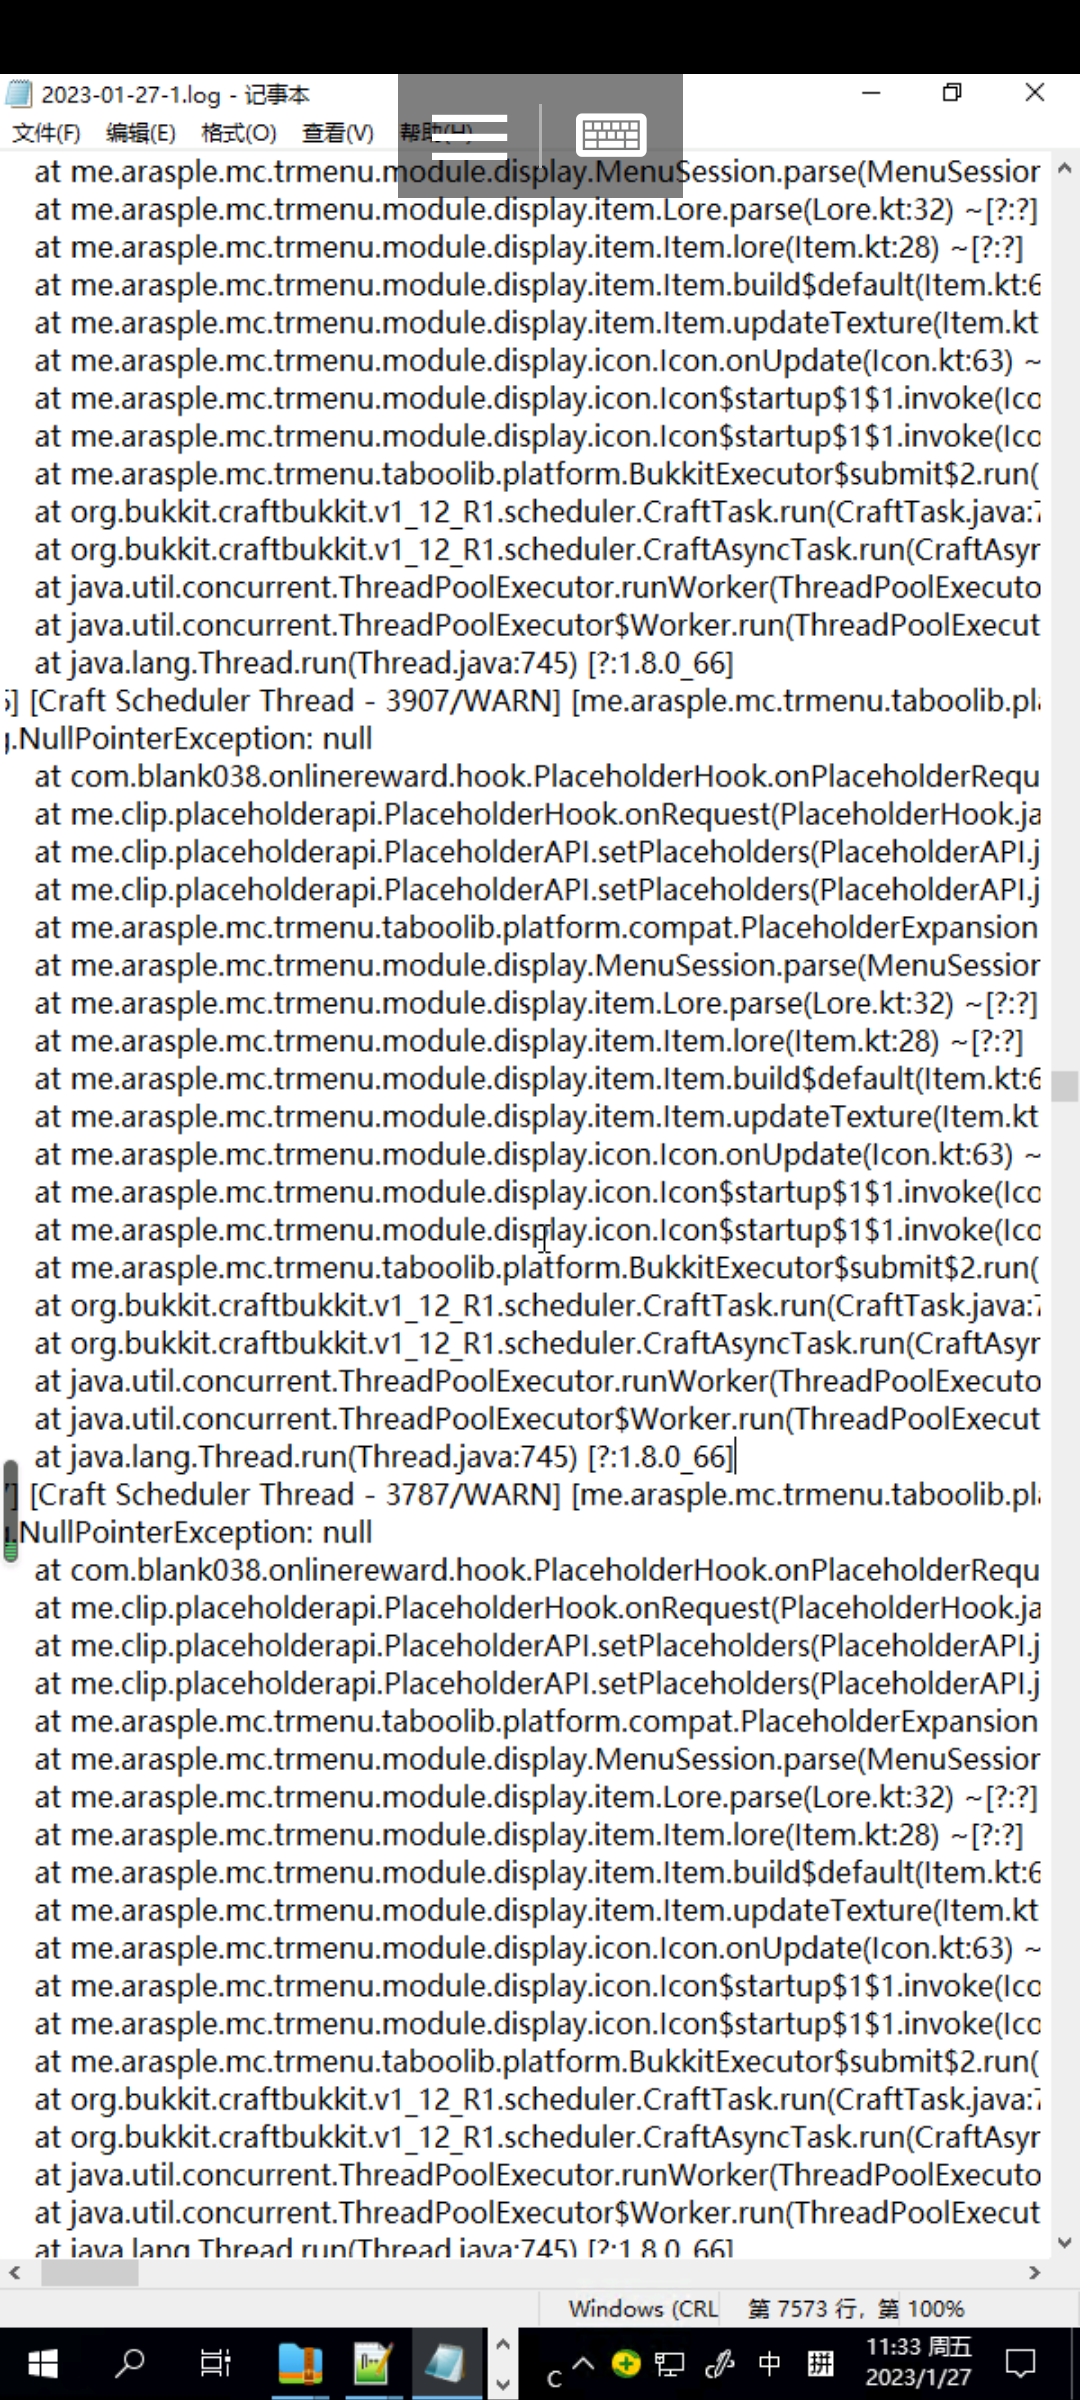 2023-01-27-1.log - 记事本
文件(F) 编辑(E) 格式(O) 查看(V) 帮助(H)
at me.arasple.mc.trmenu.module.display.MenuSession.parse(MenuSession
at me.arasple.mc.trmenu.module.display.item.Lore.parse(Lore.kt:32) ~[?:?]
at me.arasple.mc.trmenu.module.display.item.Item.lore(Item.kt:28) ~[?:?]
at me.arasple.mc.trmenu.module.display.item.Item.build$default(Item.kt:6
at me.arasple.mc.trmenu.module.display.item.Item.updateTexture(Item.kt
at me.arasple.mc.trmenu.module.display.icon.Icon.onUpdate(Icon.kt:63) ~
at me.arasple.mc.trmenu.module.display.icon.Icon$startup$1$1.invoke(Ico
at me.arasple.mc.trmenu.module.display.icon.Icon$startup$1$1.invoke(Ico
at me.arasple.mc.trmenu.taboolib.platform.BukkitExecutor$submit$2.run(
at org.bukkit.craftbukkit.v1_12_R1.scheduler.CraftTask.run(CraftTask.java:7
at org.bukkit.craftbukkit.v1_12_R1.scheduler.CraftAsyncTask.run(CraftAsyn
at java.util.concurrent.ThreadPoolExecutor.runWorker(ThreadPoolExecuto
at java.util.concurrent.ThreadPoolExecutor$Worker.run(ThreadPoolExecut
at java.lang.Thread.run(Thread.java:745) [?:1.8.0_66]
] [Craft Scheduler Thread - 3907/WARN] [me.arasple.mc.trmenu.taboolib.pla
.NullPointerException: null
at com.blank038.onlinereward.hook.PlaceholderHook.onPlaceholderRequ
at me.clip.placeholderapi.PlaceholderHook.onRequest(PlaceholderHook.ja
at me.clip.placeholderapi.PlaceholderAPI.setPlaceholders(PlaceholderAPI.j
at me.clip.placeholderapi.PlaceholderAPI.setPlaceholders(PlaceholderAPI.j
at me.arasple.mc.trmenu.taboolib.platform.compat.PlaceholderExpansion
at me.arasple.mc.trmenu.module.display.MenuSession.parse(MenuSession
at me.arasple.mc.trmenu.module.display.item.Lore.parse(Lore.kt:32) ~[?:?]
at me.arasple.mc.trmenu.module.display.item.Item.lore(Item.kt:28) ~[?:?]
at me.arasple.mc.trmenu.module.display.item.Item.build$default(Item.kt:6
at me.arasple.mc.trmenu.module.display.item.Item.updateTexture(Item.kt
at me.arasple.mc.trmenu.module.display.icon.Icon.onUpdate(Icon.kt:63) ~
at me.arasple.mc.trmenu.module.display.icon.Icon$startup$1$1.invoke(Ico
at me.arasple.mc.trmenu.module.display.icon.Icon$startup$1$1.invoke(Ico
at me.arasple.mc.trmenu.taboolib.platform.BukkitExecutor$submit$2.run(
at org.bukkit.craftbukkit.v1_12_R1.scheduler.CraftTask.run(CraftTask.java:7
at org.bukkit.craftbukkit.v1_12_R1.scheduler.CraftAsyncTask.run(CraftAsyn
at java.util.concurrent.ThreadPoolExecutor.runWorker(ThreadPoolExecuto
at java.util.concurrent.ThreadPoolExecutor$Worker.run(ThreadPoolExecut
at java.lang.Thread.run(Thread.java:745) [?:1.8.0_66]
] [Craft Scheduler Thread - 3787/WARN] [me.arasple.mc.trmenu.taboolib.pla
.NullPointerException: null
at com.blank038.onlinereward.hook.PlaceholderHook.onPlaceholderRequ
at me.clip.placeholderapi.PlaceholderHook.onRequest(PlaceholderHook.ja
at me.clip.placeholderapi.PlaceholderAPI.setPlaceholders(PlaceholderAPI.j
at me.clip.placeholderapi.PlaceholderAPI.setPlaceholders(PlaceholderAPI.j
at me.arasple.mc.trmenu.taboolib.platform.compat.PlaceholderExpansion
at me.arasple.mc.trmenu.module.display.MenuSession.parse(MenuSession
at me.arasple.mc.trmenu.module.display.item.Lore.parse(Lore.kt:32) ~[?:?]
at me.arasple.mc.trmenu.module.display.item.Item.lore(Item.kt:28) ~[?:?]
at me.arasple.mc.trmenu.module.display.item.Item.build$default(Item.kt:6
at me.arasple.mc.trmenu.module.display.item.Item.updateTexture(Item.kt
at me.arasple.mc.trmenu.module.display.icon.Icon.onUpdate(Icon.kt:63) ~
at me.arasple.mc.trmenu.module.display.icon.Icon$startup$1$1.invoke(Ico
at me.arasple.mc.trmenu.module.display.icon.Icon$startup$1$1.invoke(Ico
at me.arasple.mc.trmenu.taboolib.platform.BukkitExecutor$submit$2.run(
at org.bukkit.craftbukkit.v1_12_R1.scheduler.CraftTask.run(CraftTask.java:7
at org.bukkit.craftbukkit.v1_12_R1.scheduler.CraftAsyncTask.run(CraftAsyn
at java.util.concurrent.ThreadPoolExecutor.runWorker(ThreadPoolExecuto
at java.util.concurrent.ThreadPoolExecutor$Worker.run(ThreadPoolExecut
at java.lang.Thread.run(Thread.java:745) [?:1.8.0_66]
Windows (CRL 第 7573 行，第 100%
C 中 拼 11:33 周五
2023/1/27